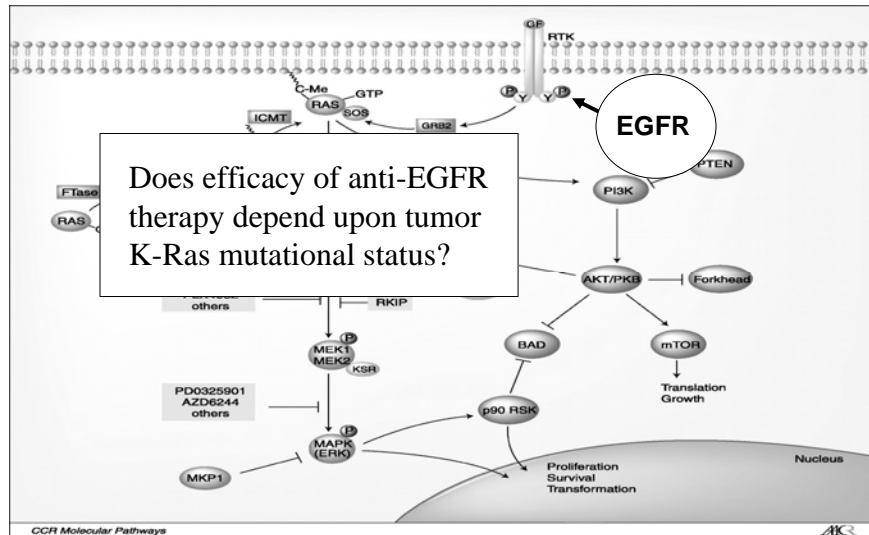 GF
RTK
C-Me
GTP
RAS
SOS
ICMT
GRB2
P
Y
Y
P
EGFR
PTEN
PI3K
FTase
RAS
Does efficacy of anti-EGFR
therapy depend upon tumor
K-Ras mutational status?
AKT/PKB
Forkhead
others
RKIP
P
MEK1
MEK2
KSR
BAD
mTOR
Translation
Growth
PD0325901
AZD6244
others
p90 RSK
P
MAPK
(ERK)
MKP1
Proliferation
Survival
Transformation
Nucleus
CCR Molecular Pathways